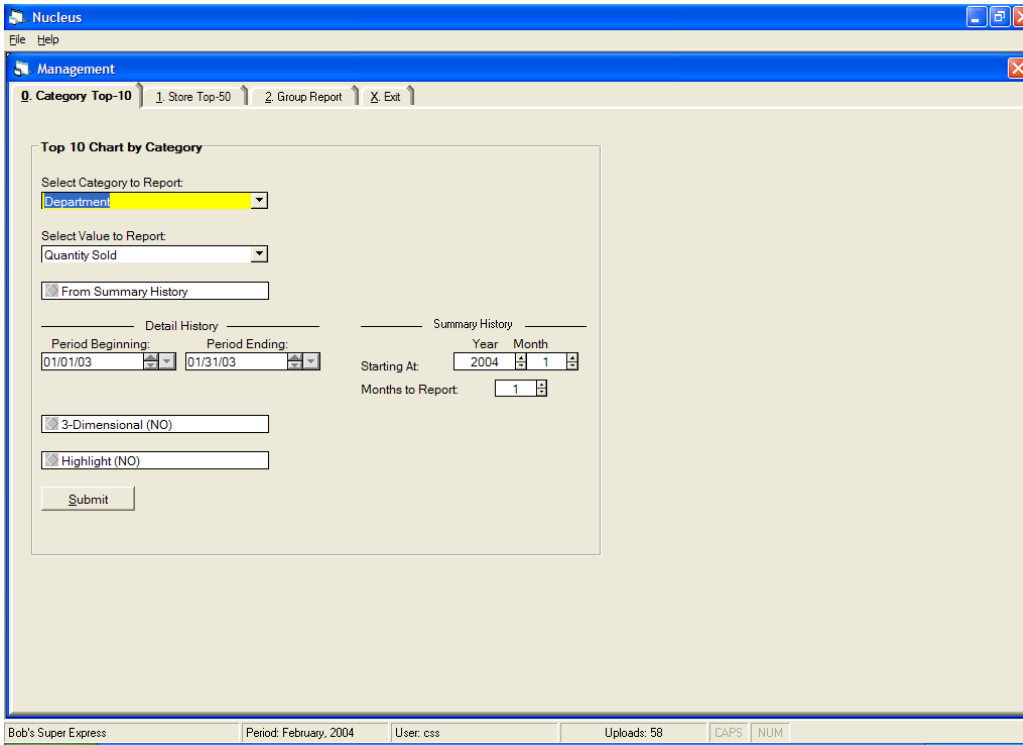 Nucleus
File Help
Management
0. Category Top-10 1. Store Top-50 2. Group Report X. Exit
Top 10 Chart by Category
Select Category to Report:
Department
Select Value to Report:
Quantity Sold
From Summary History
Detail History Summary History
Period Beginning: Period Ending: Year Month
01/01/03 01/31/03 Starting At: 2004 1
Months to Report: 1
3-Dimensional (NO)
Highlight (NO)
Submit
Bob's Super Express Period: February, 2004 User: css Uploads: 58 CAPS NUM